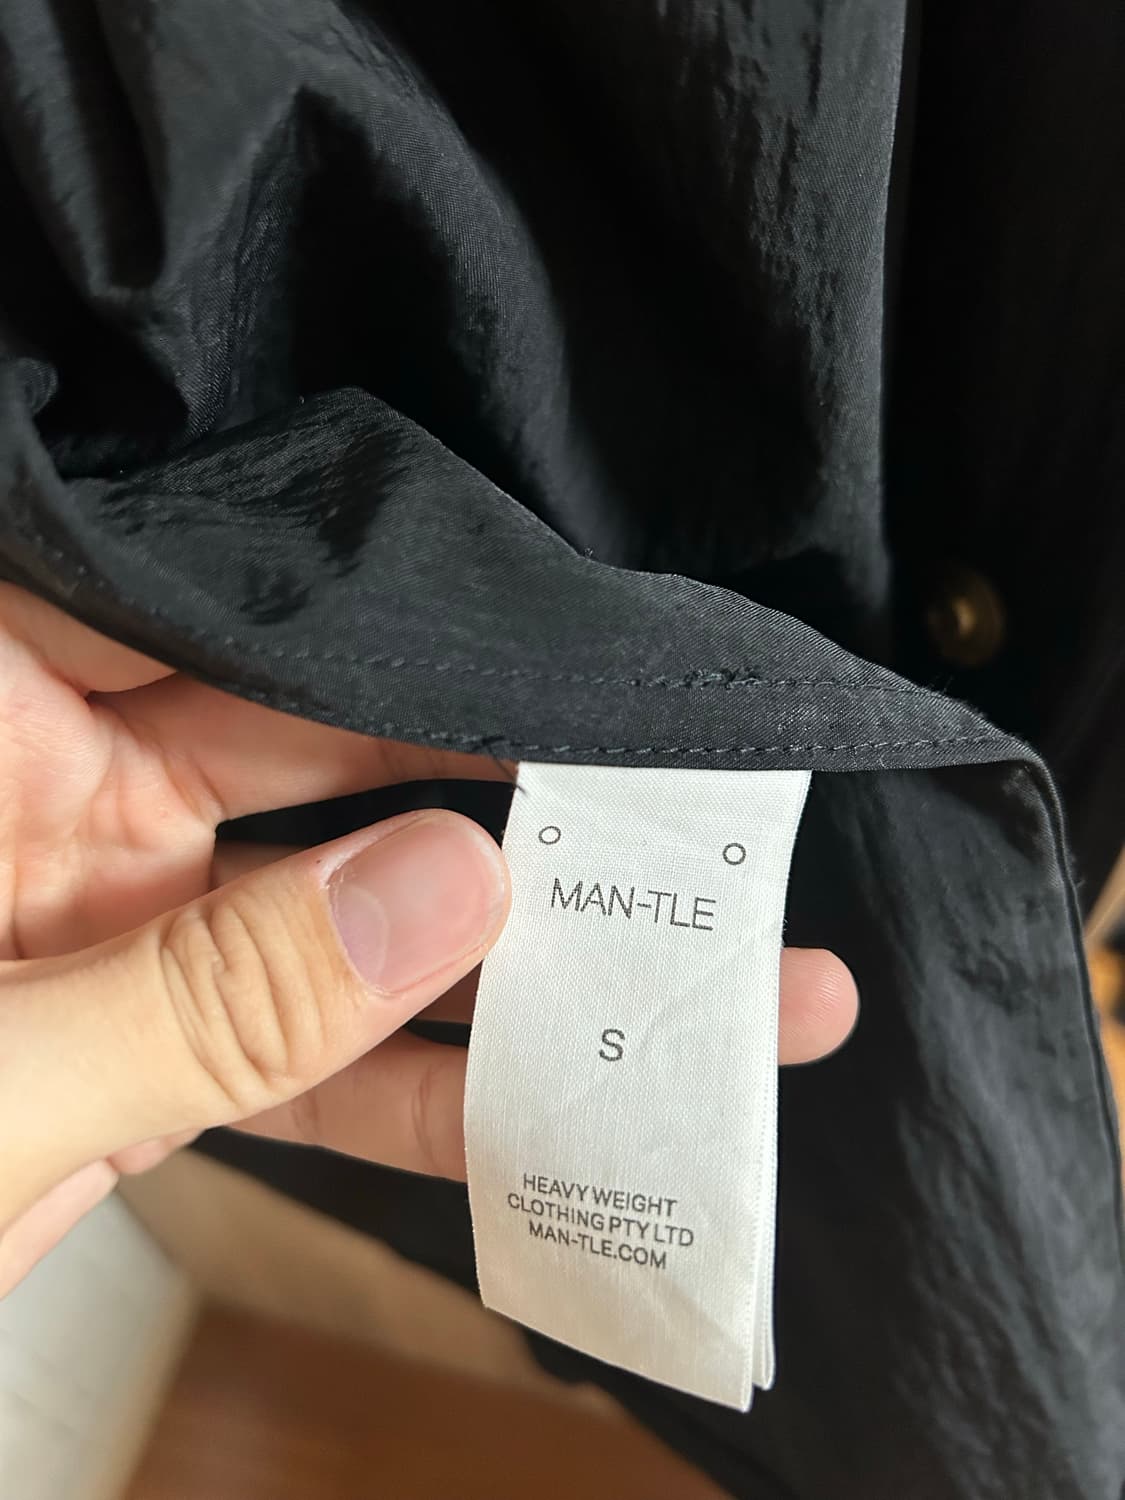 MAN-TLE
S
HEAVY WEIGHT
CLOTHING PTY LTD
MAN-TLE.COM